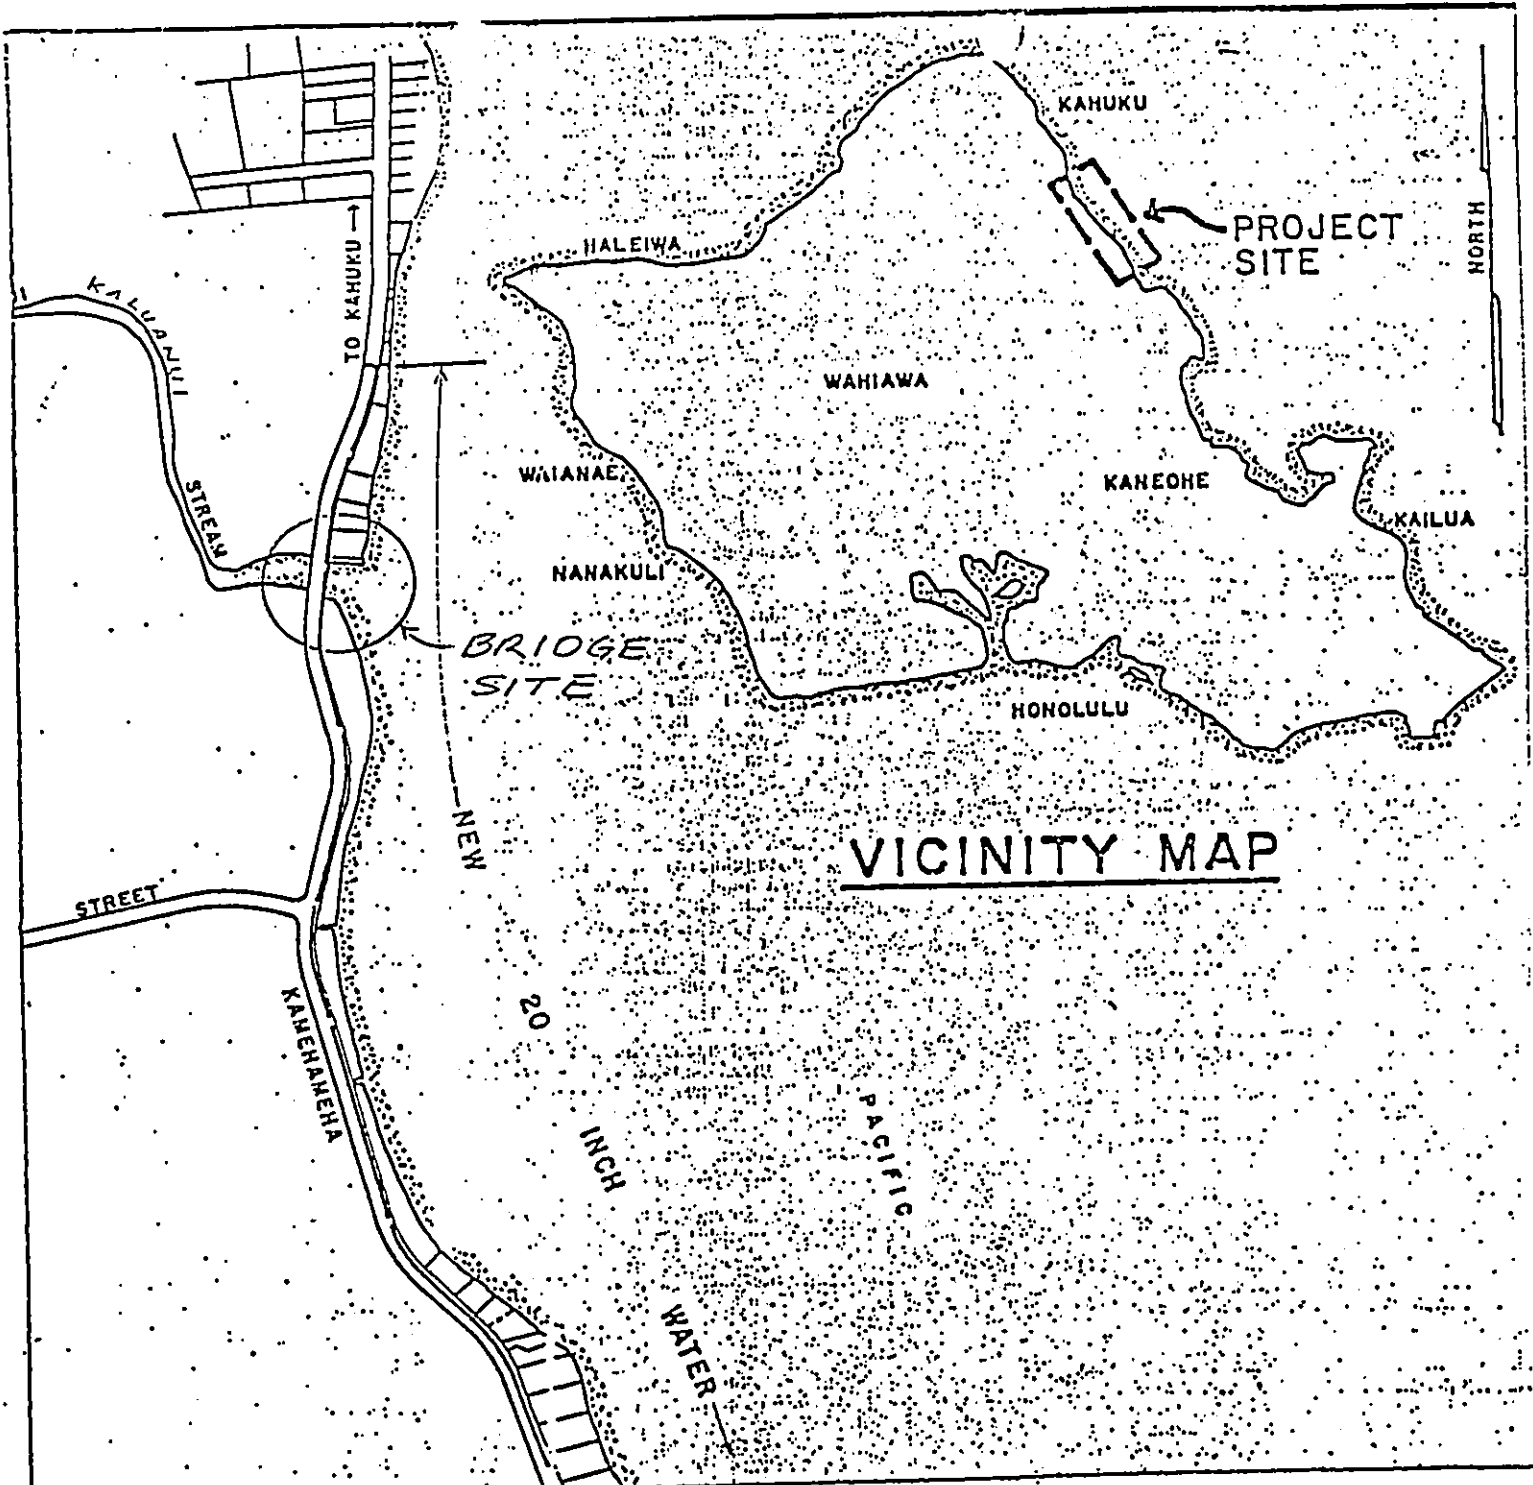 KAHUKU
PROJECT
SITE
NORTH
HALEIWA
TO KAHUKU
KALUANUI
STREAM
WAHIAWA
WAIANAE
KANEOHE
KAILUA
NANAKULI
BRIDGE
SITE
HONOLULU
VICINITY MAP
STREET
KAMEHAMEHA
NEW
20
INCH
WATER
PACIFIC